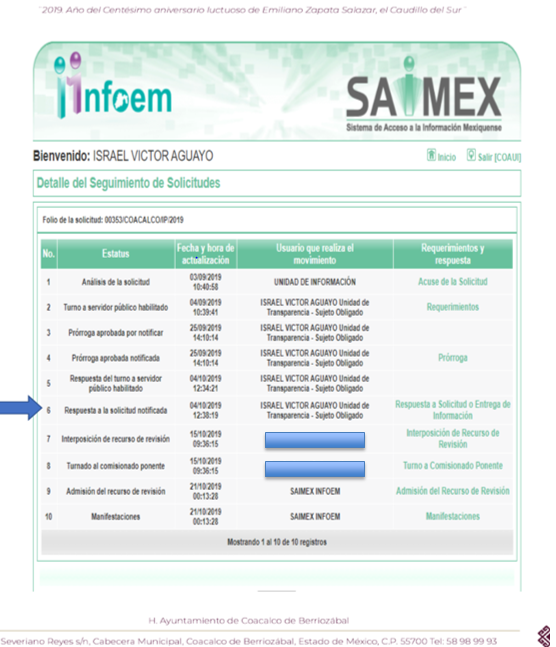 ¨2019. Año del Centésimo aniversario luctuoso de Emiliano Zapata Salazar, el Caudillo del Sur¨
infoem
SAIMEX
Sistema de Acceso a la Información Mexiquense
Bienvenido: ISRAEL VICTOR AGUAYO
Inicio Salir [COAUI]
Detalle del Seguimiento de Solicitudes
Folio de la solicitud: 00353/COACALCO/IP/2019
No. Estatus Fecha y hora de actualización Usuario que realiza el movimiento Requerimientos y respuesta
1 Análisis de la solicitud 03/09/2019 10:40:58 UNIDAD DE INFORMACIÓN Acuse de la Solicitud
2 Turno a servidor público habilitado 04/09/2019 10:39:41 ISRAEL VICTOR AGUAYO Unidad de Transparencia - Sujeto Obligado Requerimientos
3 Prórroga aprobada por notificar 25/09/2019 14:10:14 ISRAEL VICTOR AGUAYO Unidad de Transparencia - Sujeto Obligado
4 Prórroga aprobada notificada 25/09/2019 14:10:14 ISRAEL VICTOR AGUAYO Unidad de Transparencia - Sujeto Obligado Prórroga
5 Respuesta del turno a servidor público habilitado 04/10/2019 12:34:21 ISRAEL VICTOR AGUAYO Unidad de Transparencia - Sujeto Obligado
6 Respuesta a la solicitud notificada 04/10/2019 12:38:19 ISRAEL VICTOR AGUAYO Unidad de Transparencia - Sujeto Obligado Respuesta a Solicitud o Entrega de Información
7 Interposición de recurso de revisión 15/10/2019 09:36:15 Interposición de Recurso de Revisión
8 Turnado al comisionado ponente 15/10/2019 09:36:15 Turno a Comisionado Ponente
9 Admisión del recurso de revisión 21/10/2019 00:13:28 SAIMEX INFOEM Admisión del Recurso de Revisión
10 Manifestaciones 21/10/2019 00:13:28 SAIMEX INFOEM Manifestaciones
Mostrando 1 al 10 de 10 registros
H. Ayuntamiento de Coacalco de Berriozábal
Severiano Reyes s/n, Cabecera Municipal, Coacalco de Berriozábal, Estado de México, C.P. 55700 Tel: 58 98 99 93